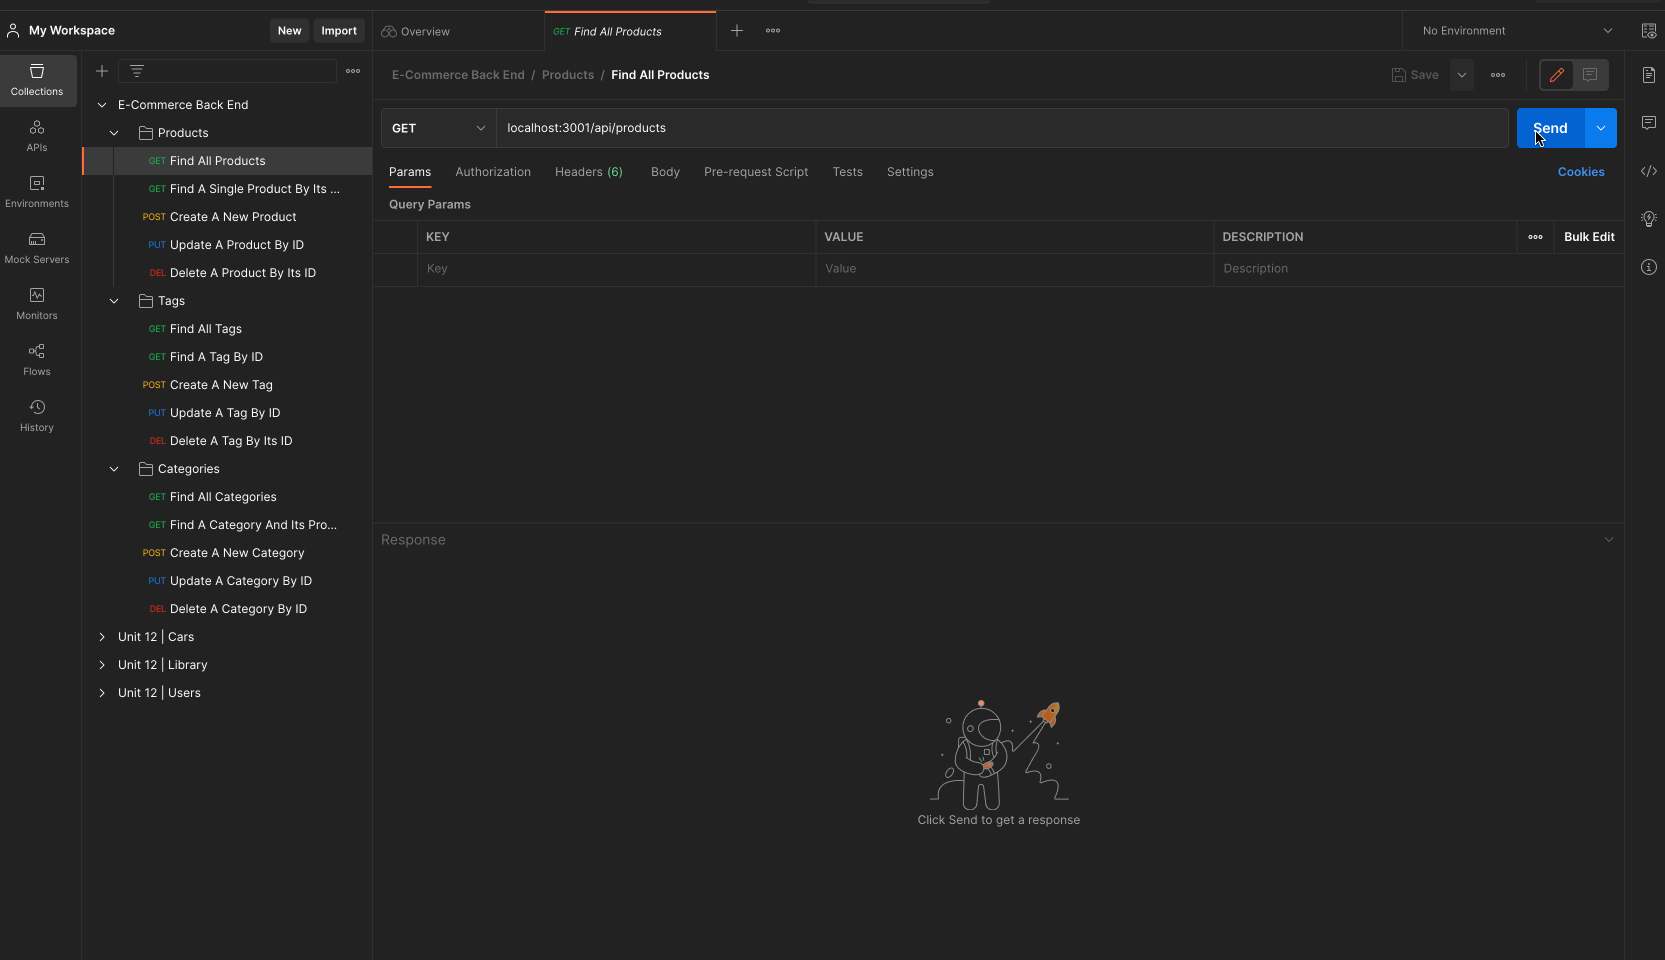 My Workspace
New
Import
Overview
GET Find All Products
No Environment
Collections
APIs
Environments
Mock Servers
Monitors
Flows
History
E-Commerce Back End
Products
GET Find All Products
GET Find A Single Product By Its ...
POST Create A New Product
PUT Update A Product By ID
DEL Delete A Product By Its ID
Tags
GET Find All Tags
GET Find A Tag By ID
POST Create A New Tag
PUT Update A Tag By ID
DEL Delete A Tag By Its ID
Categories
GET Find All Categories
GET Find A Category And Its Pro...
POST Create A New Category
PUT Update A Category By ID
DEL Delete A Category By ID
Unit 12 | Cars
Unit 12 | Library
Unit 12 | Users
E-Commerce Back End / Products / Find All Products
Save
GET
localhost:3001/api/products
Send
Params
Authorization
Headers (6)
Body
Pre-request Script
Tests
Settings
Cookies
Query Params
KEY
VALUE
DESCRIPTION
Bulk Edit
Key
Value
Description
Response
Click Send to get a response